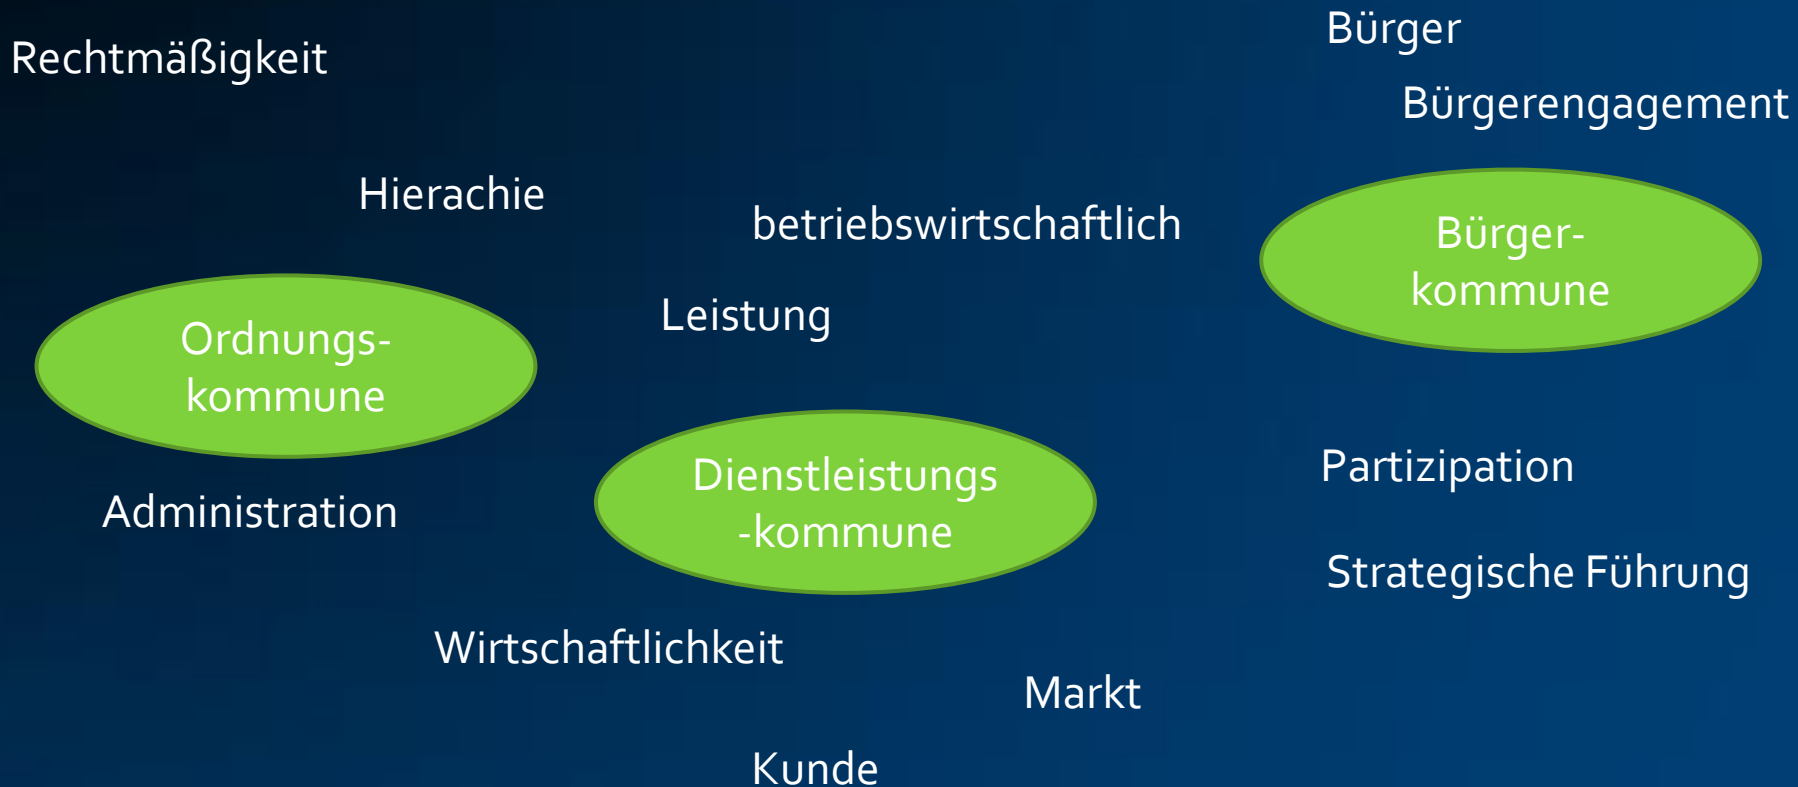 Rechtmäßigkeit
Hierachie
Ordnungs-
kommune
Administration
betriebswirtschaftlich
Leistung
Dienstleistungs
-kommune
Wirtschaftlichkeit
Markt
Kunde
Bürger
Bürgerengagement
Bürger-
kommune
Partizipation
Strategische Führung